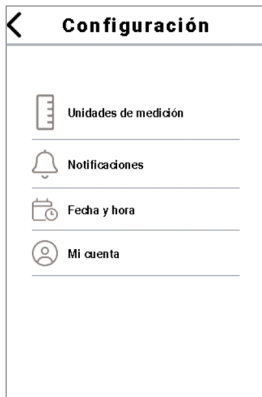 Configuración
Unidades de medición
Notificaciones
Fecha y hora
Mi cuenta